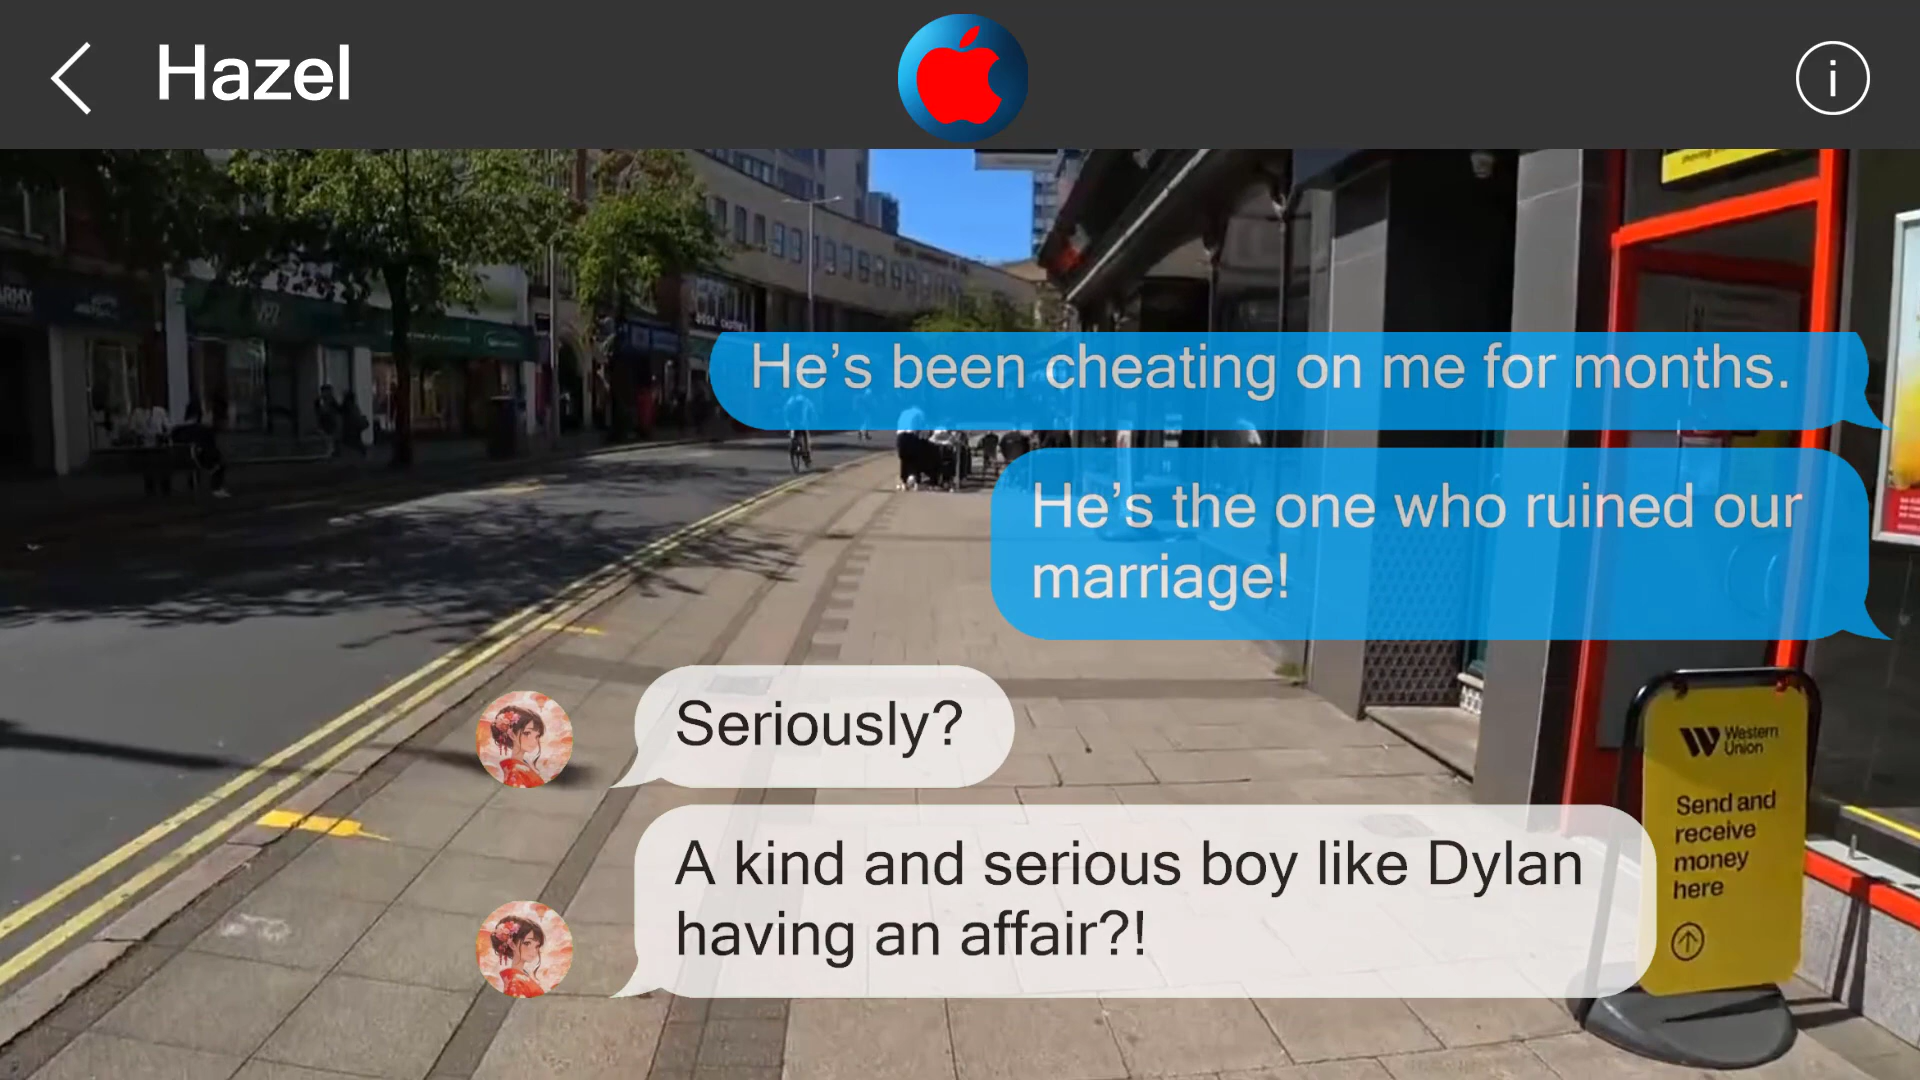 Hazel
He’s been cheating on me for months.
He’s the one who ruined our
marriage!
Seriously?
A kind and serious boy like Dylan
having an affair?!
Western
Union
Send and
receive
money
here